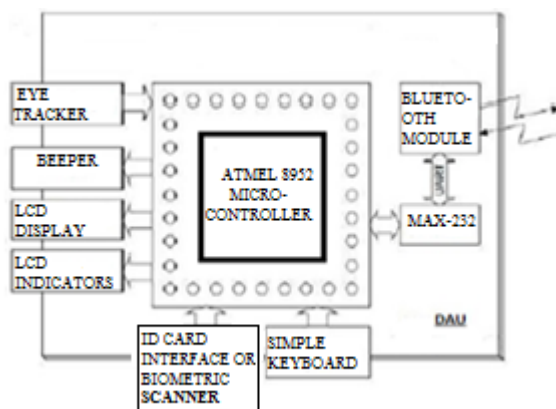 EYE
TRACKER
BEEPER
LCD
DISPLAY
LCD
INDICATORS
ATMEL 8952
MICRO-
CONTROLLER
BLUETO-
OTH
MODULE
UART
MAX-232
DAU
ID CARD
INTERFACE OR
BIOMETRIC
SCANNER
SIMPLE
KEYBOARD